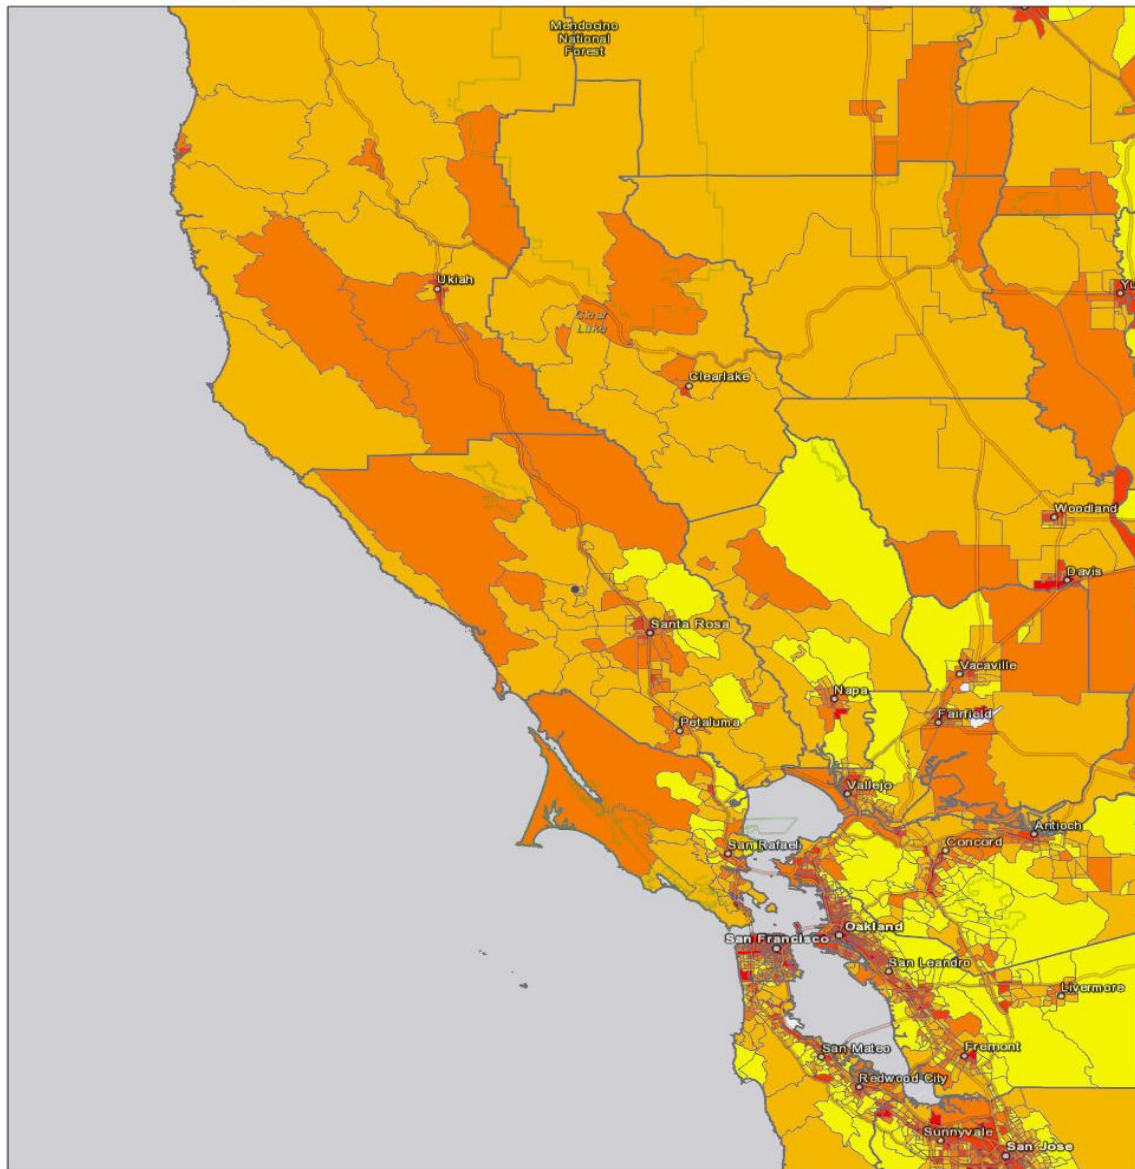 Mendocino
National
Forest
Ukiah
Yu
Clear
Lake
Clearlake
Woodland
Davis
Santa Rosa
Vacaville
Napa
Fairfield
Petaluma
Vallejo
Antioch
Concord
San Rafael
Oakland
San Francisco
San Leandro
Livermore
Fremont
San Mateo
Redwood City
Sunnyvale
San Jose